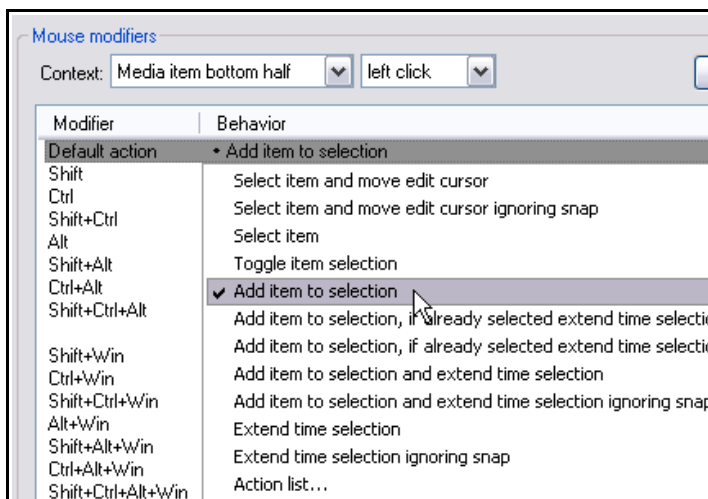 Mouse modifiers
Context: Media item bottom half left click
Modifier Behavior
Default action • Add item to selection
Shift
Ctrl
Shift+Ctrl
Alt
Shift+Alt
Ctrl+Alt
Shift+Ctrl+Alt
Shift+Win
Ctrl+Win
Shift+Ctrl+Win
Alt+Win
Shift+Alt+Win
Ctrl+Alt+Win
Shift+Ctrl+Alt+Win
Select item and move edit cursor
Select item and move edit cursor ignoring snap
Select item
Toggle item selection
✓ Add item to selection
Add item to selection, if already selected extend time selectio
Add item to selection, if already selected extend time selectio
Add item to selection and extend time selection
Add item to selection and extend time selection ignoring snap
Extend time selection
Extend time selection ignoring snap
Action list...